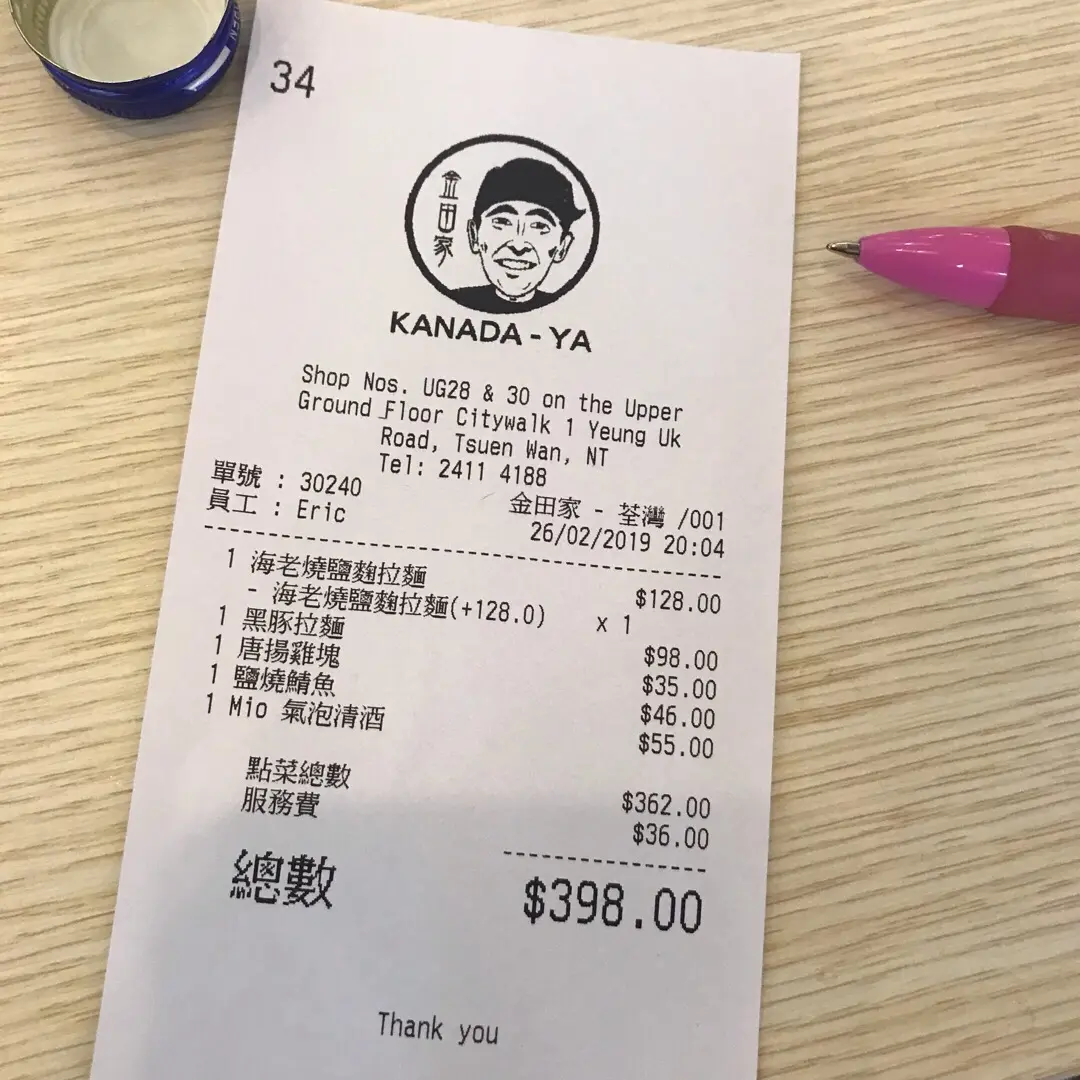 34
金田家
KANADA-YA
Shop Nos. UG28 & 30 on the Upper
Ground Floor Citywalk 1 Yeung Uk
Road, Tsuen Wan, NT
Tel: 2411 4188
單號 : 30240 金田家 - 荃灣 /001
員工 : Eric 26/02/2019 20:04
1 海老燒鹽麴拉麵 $128.00
- 海老燒鹽麴拉麵(+128.0) x 1
1 黑豚拉麵 $98.00
1 唐揚雞塊 $35.00
1 鹽燒鯖魚 $46.00
1 Mio 氣泡清酒 $55.00
點菜總數 $362.00
服務費 $36.00
總數 $398.00
Thank you